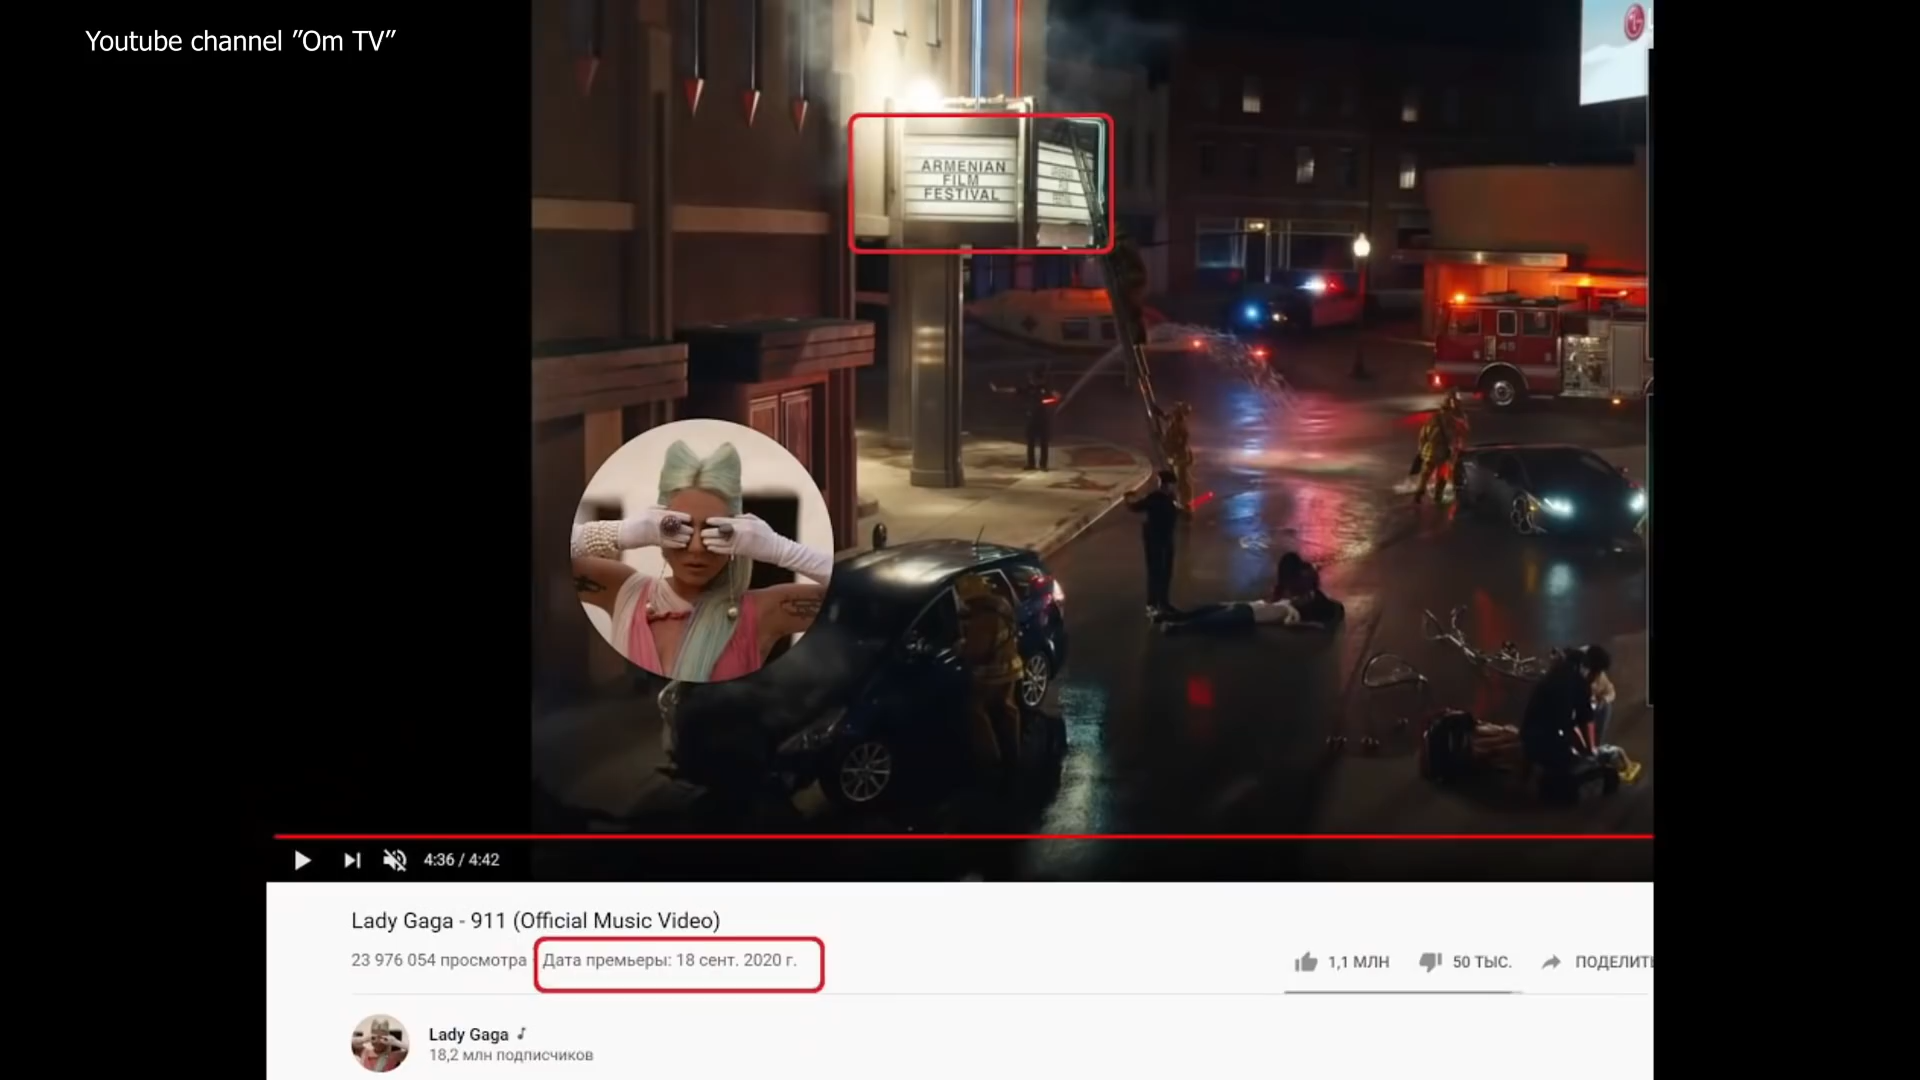 Youtube channel ”Om TV”
ARMENIAN
FILM
FESTIVAL
4:36 / 4:42
Lady Gaga - 911 (Official Music Video)
23 976 054 просмотра · Дата премьеры: 18 сент. 2020 г.
1,1 МЛН
50 ТЫС.
ПОДЕЛИТЬ
Lady Gaga
18,2 млн подписчиков